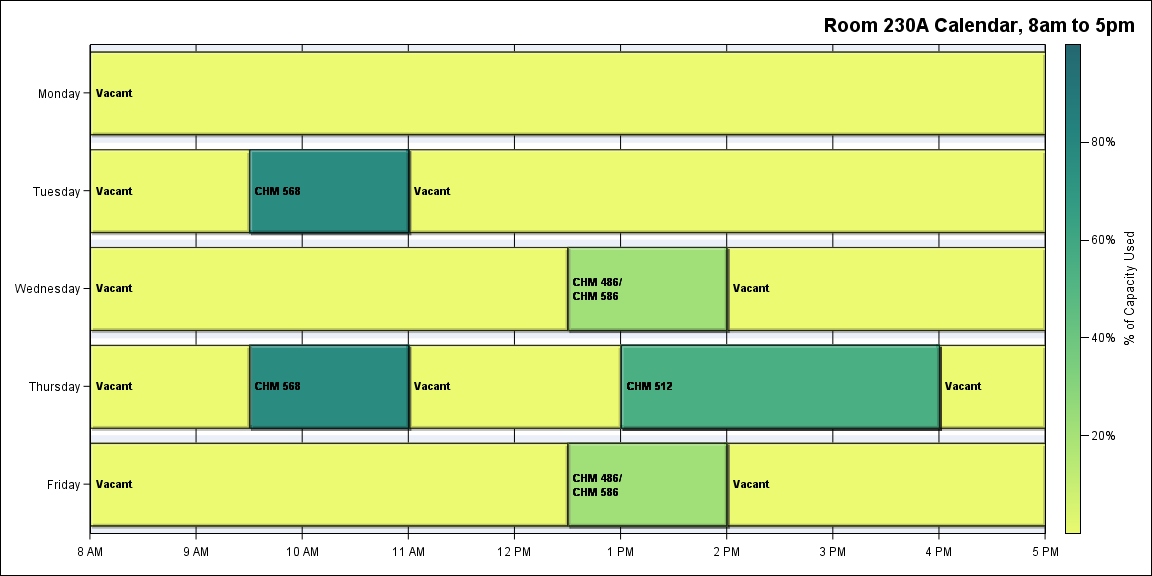 Room 230A Calendar, 8am to 5pm
Monday
Vacant
Tuesday
Vacant
CHM 568
Vacant
Wednesday
Vacant
CHM 486/
CHM 586
Vacant
Thursday
Vacant
CHM 568
Vacant
CHM 512
Vacant
Friday
Vacant
CHM 486/
CHM 586
Vacant
8 AM
9 AM
10 AM
11 AM
12 PM
1 PM
2 PM
3 PM
4 PM
5 PM
80%
60%
40%
20%
% of Capacity Used